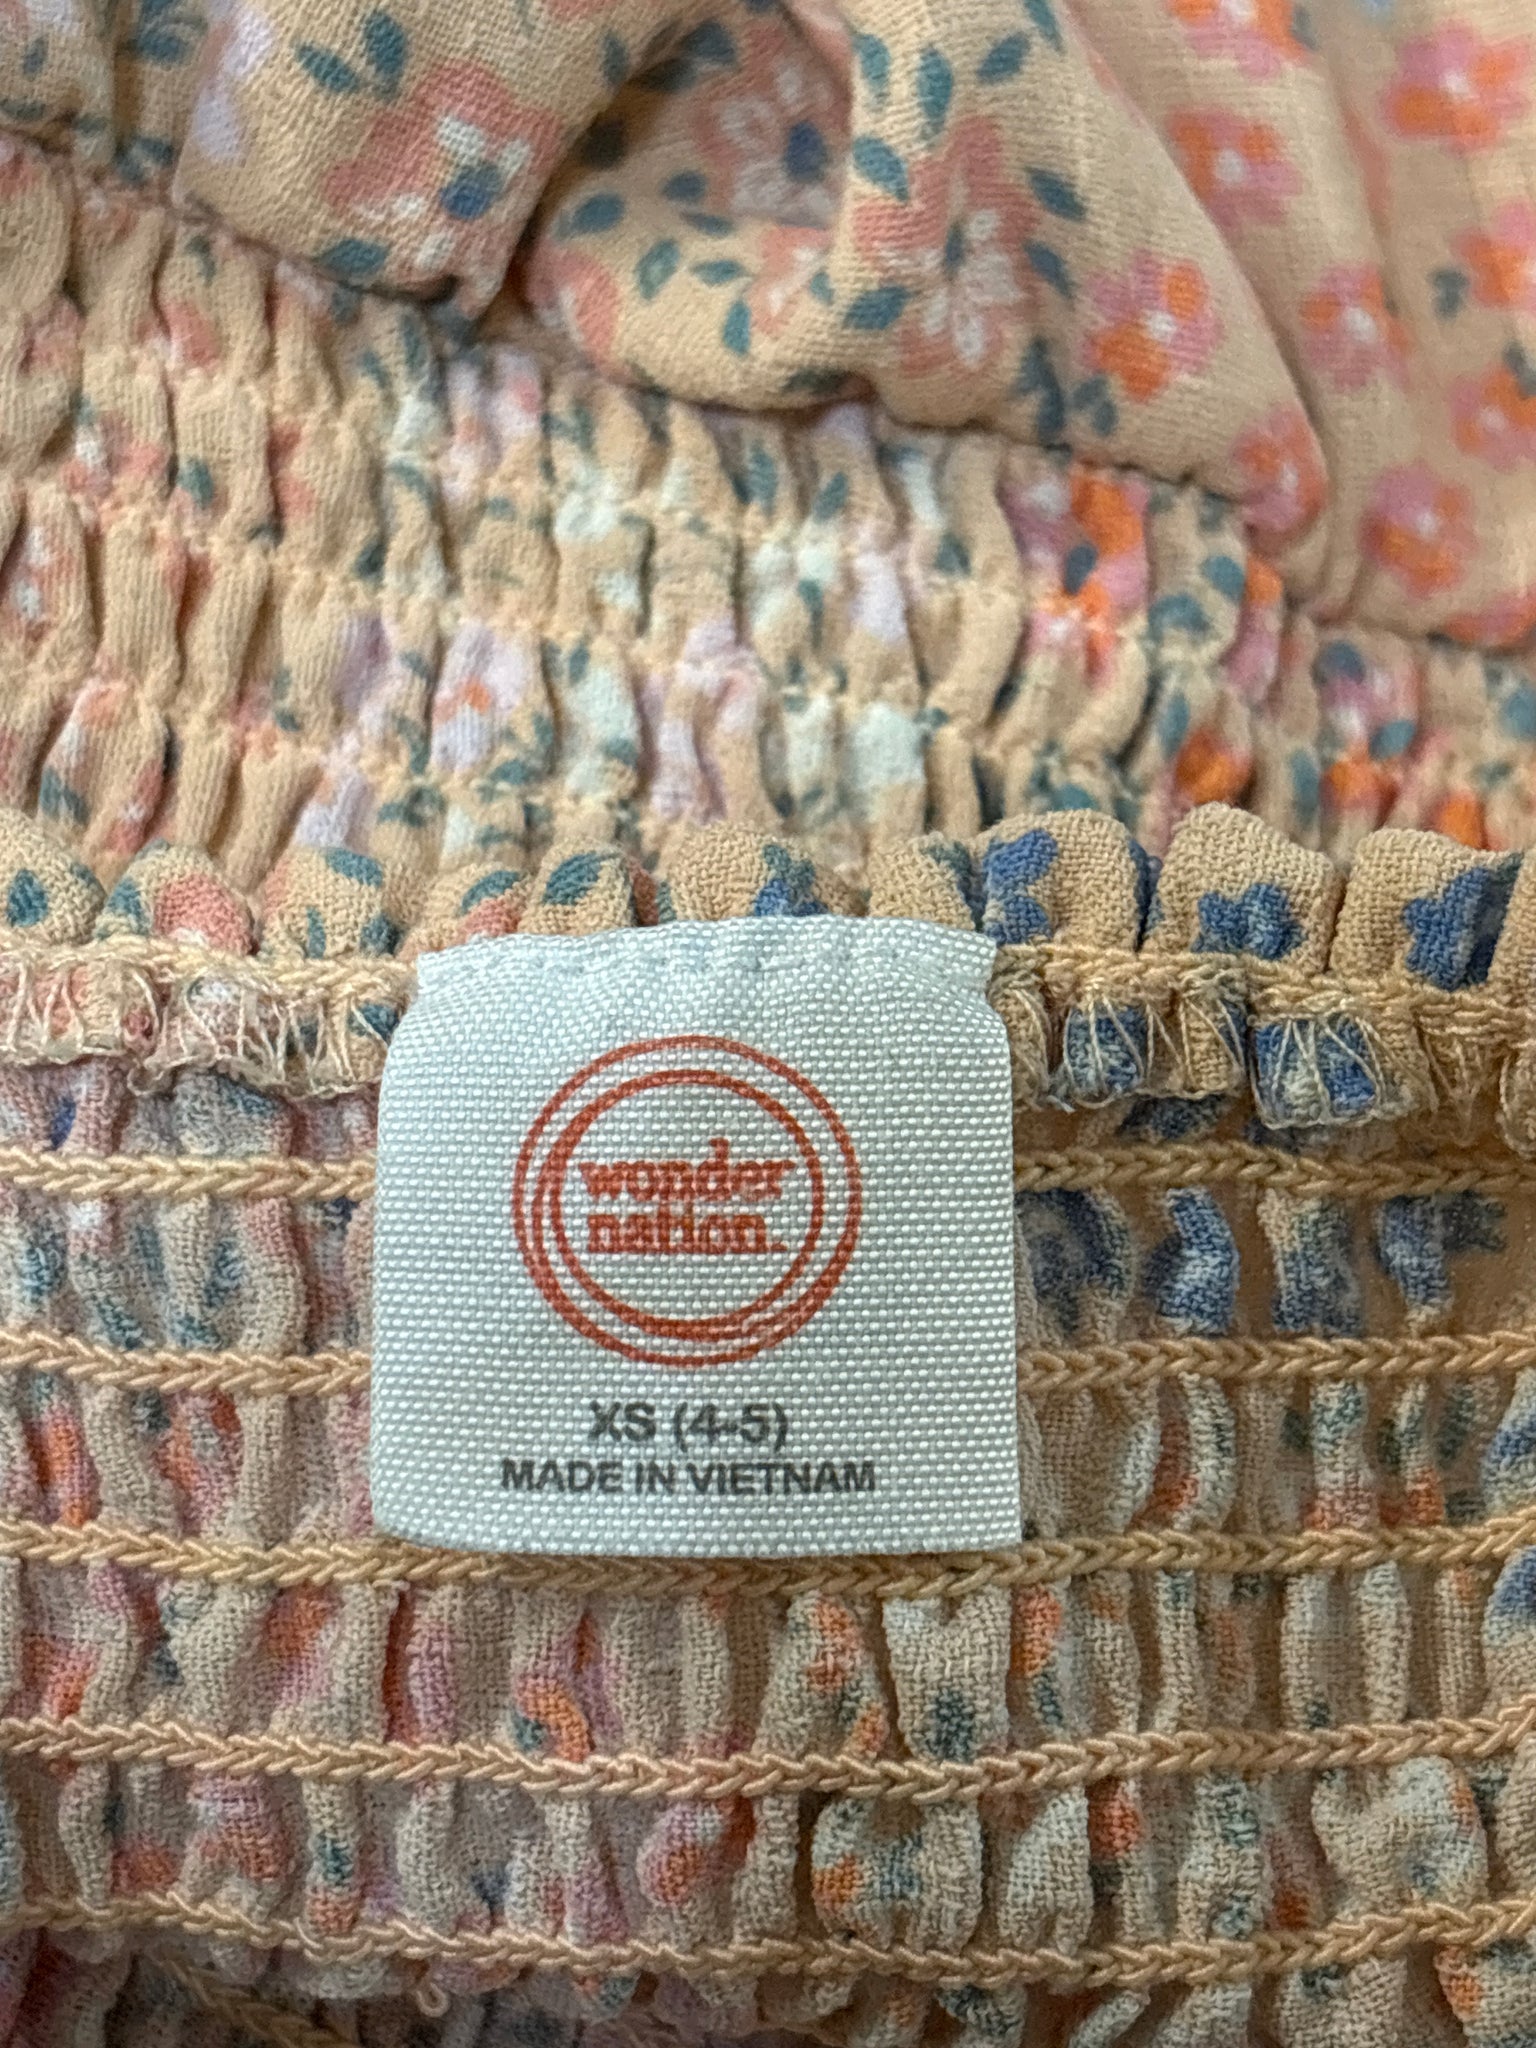 wonder
nation
XS (4-5)
MADE IN VIETNAM